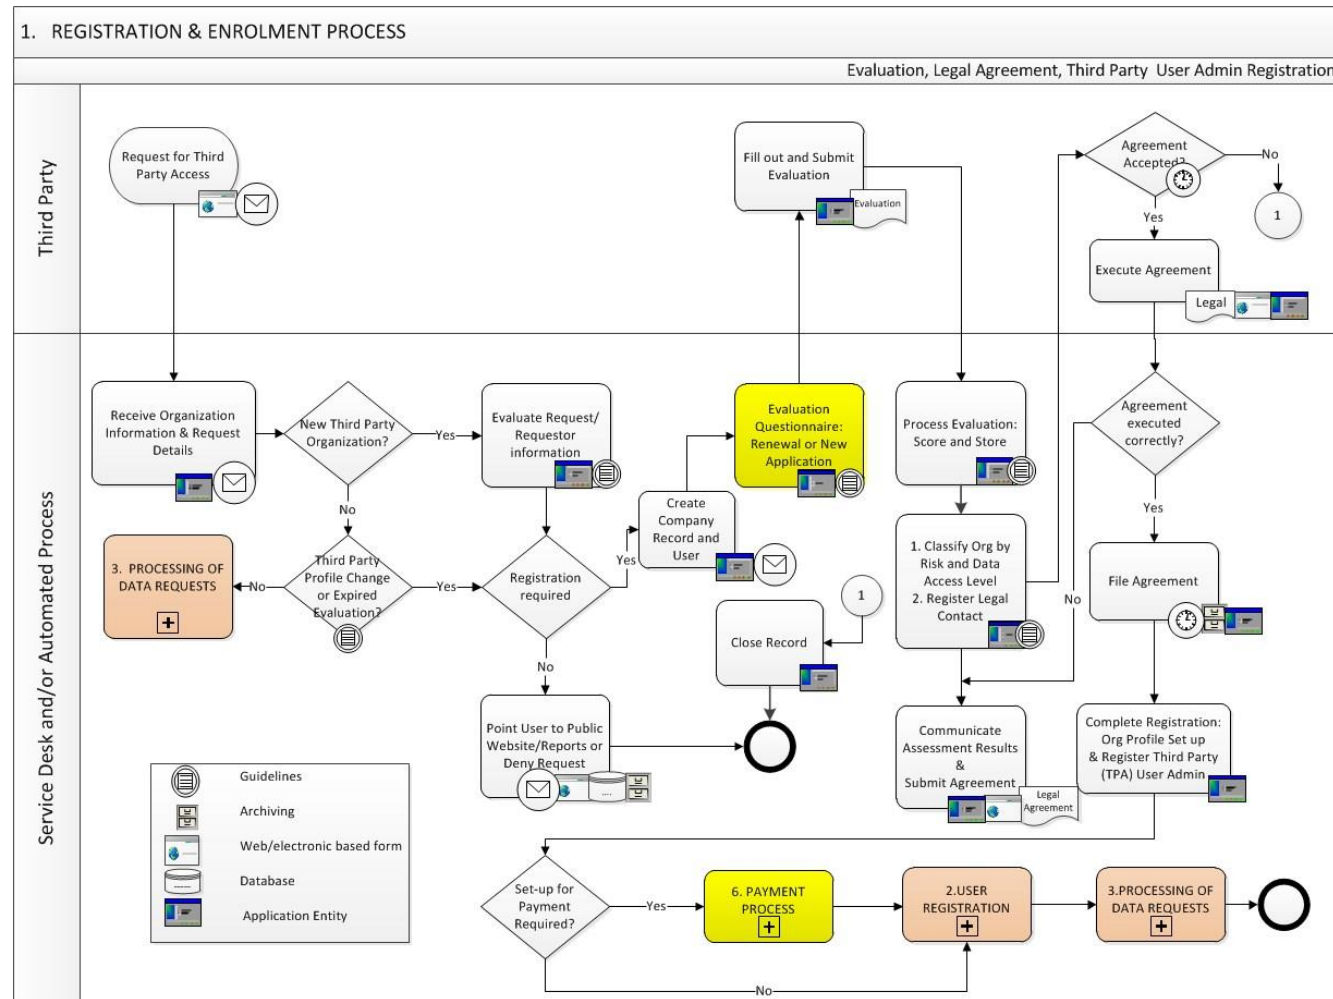 1. REGISTRATION & ENROLMENT PROCESS
Evaluation, Legal Agreement, Third Party User Admin Registration
Third Party
Request for Third
Party Access
Fill out and Submit
Evaluation
Evaluation
Agreement
Accepted?
No
1
Yes
Execute Agreement
Legal
Service Desk and/or Automated Process
Receive Organization
Information & Request
Details
New Third Party
Organization?
Yes
Evaluate Request/
Requestor
information
Evaluation
Questionnaire:
Renewal or New
Application
Process Evaluation:
Score and Store
Agreement
executed
correctly?
No
Create
Company
Record and
User
Yes
3. PROCESSING OF
DATA REQUESTS
No
Third Party
Profile Change
or Expired
Evaluation?
Yes
Registration
required
Yes
1. Classify Org by
Risk and Data
Access Level
2. Register Legal
Contact
No
File Agreement
1
Close Record
No
Point User to Public
Website/Reports or
Deny Request
....
Communicate
Assessment Results
&
Submit Agreement
Legal
Agreement
Complete Registration:
Org Profile Set up
& Register Third Party
(TPA) User Admin
Guidelines
Archiving
Web/electronic based form
Database
Application Entity
Set-up for
Payment
Required?
Yes
6. PAYMENT
PROCESS
2.USER
REGISTRATION
3.PROCESSING OF
DATA REQUESTS
No